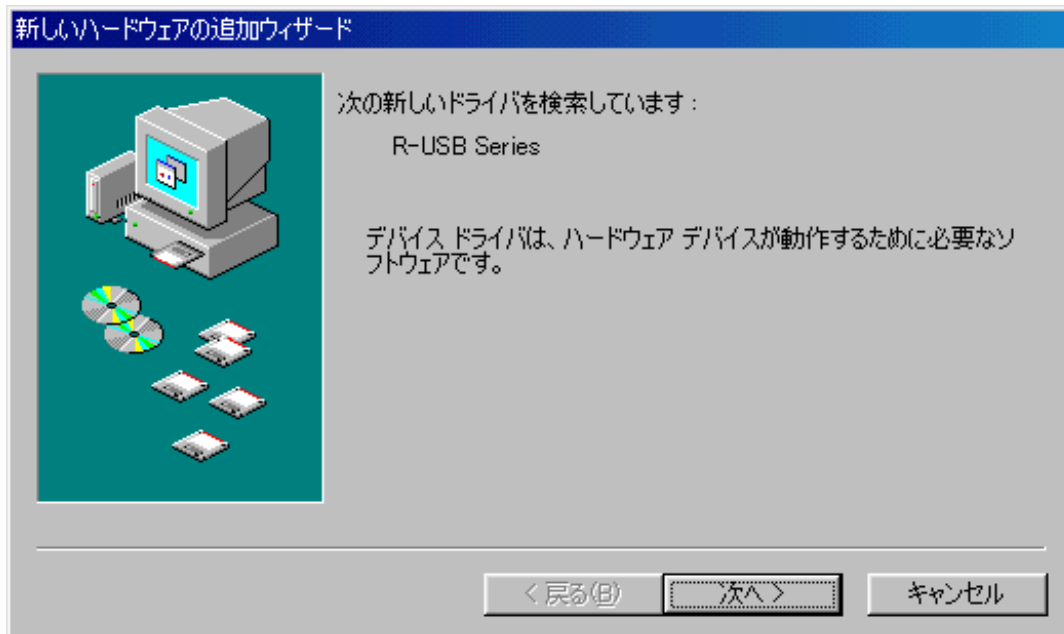 新しいハードウェアの追加ウィザード
次の新しいドライバを検索しています：
R-USB Series
デバイス ドライバは、ハードウェア デバイスが動作するために必要なソ
フトウェアです。
< 戻る(B)
次へ >
キャンセル